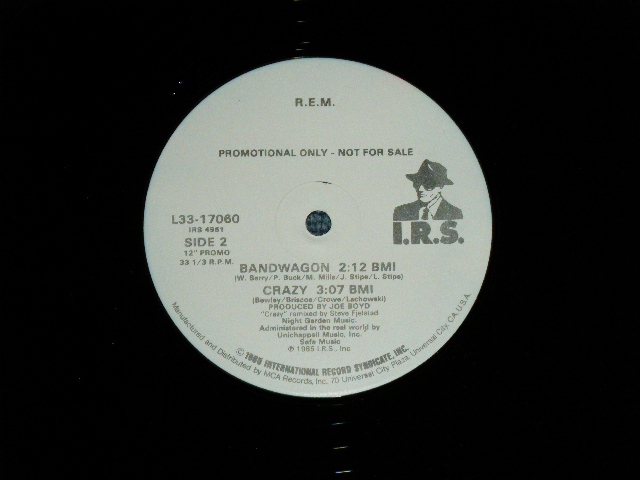 R.E.M.
PROMOTIONAL ONLY - NOT FOR SALE
I.R.S.
L33-17060
IRS 4961
SIDE 2
12" PROMO
33 1/3 R.P.M.
BANDWAGON 2:12 BMI
(W. Berry/P. Buck/M. Mills/J. Stipe/L. Stipe)
CRAZY 3:07 BMI
(Bewley/Briscoe/Crowe/Lachowski)
PRODUCED BY JOE BOYD
"Crazy" remixed by Steve Fjelstad
Night Garden Music.
Administered in the real world by
Unichappell Music, Inc.
Safe Music
℗ 1985 I.R.S., Inc.
© 1985 INTERNATIONAL RECORD SYNDICATE, INC.
Manufactured and Distributed by MCA Records, Inc. 70 Universal City Plaza, Universal City, CA. U.S.A.